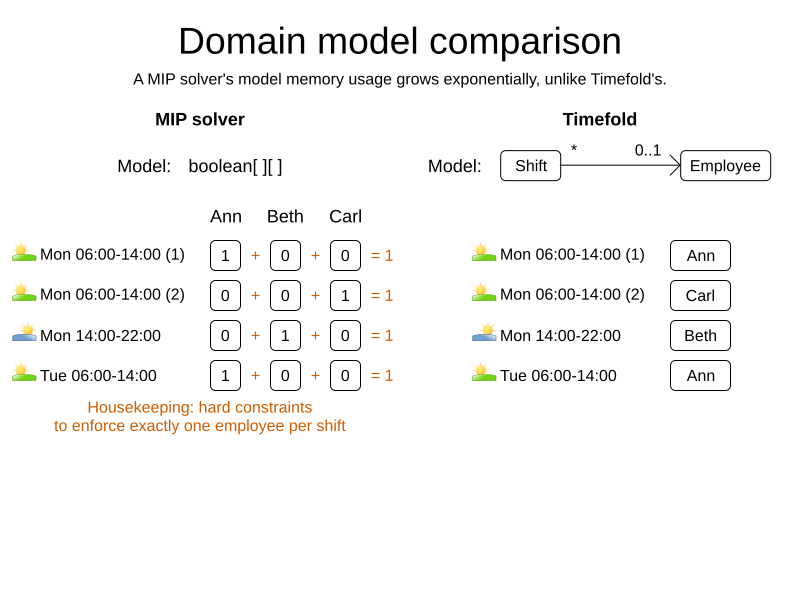 Domain model comparison
A MIP solver's model memory usage grows exponentially, unlike Timefold's.
MIP solver
Model: boolean[ ][ ]
Ann Beth Carl
Mon 06:00-14:00 (1) 1 + 0 + 0 = 1
Mon 06:00-14:00 (2) 0 + 0 + 1 = 1
Mon 14:00-22:00 0 + 1 + 0 = 1
Tue 06:00-14:00 1 + 0 + 0 = 1
Housekeeping: hard constraints
to enforce exactly one employee per shift
Timefold
Model: Shift * 0..1 Employee
Mon 06:00-14:00 (1) Ann
Mon 06:00-14:00 (2) Carl
Mon 14:00-22:00 Beth
Tue 06:00-14:00 Ann